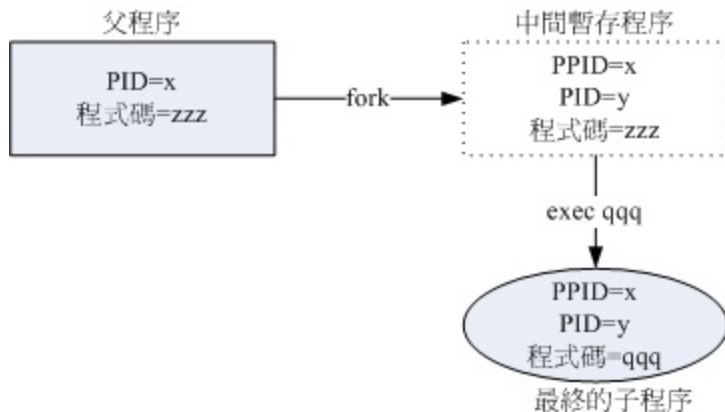 父程序
PID=x
程式碼=zzz
fork
中間暫存程序
PPID=x
PID=y
程式碼=zzz
exec qqq
PPID=x
PID=y
程式碼=qqq
最終的子程序